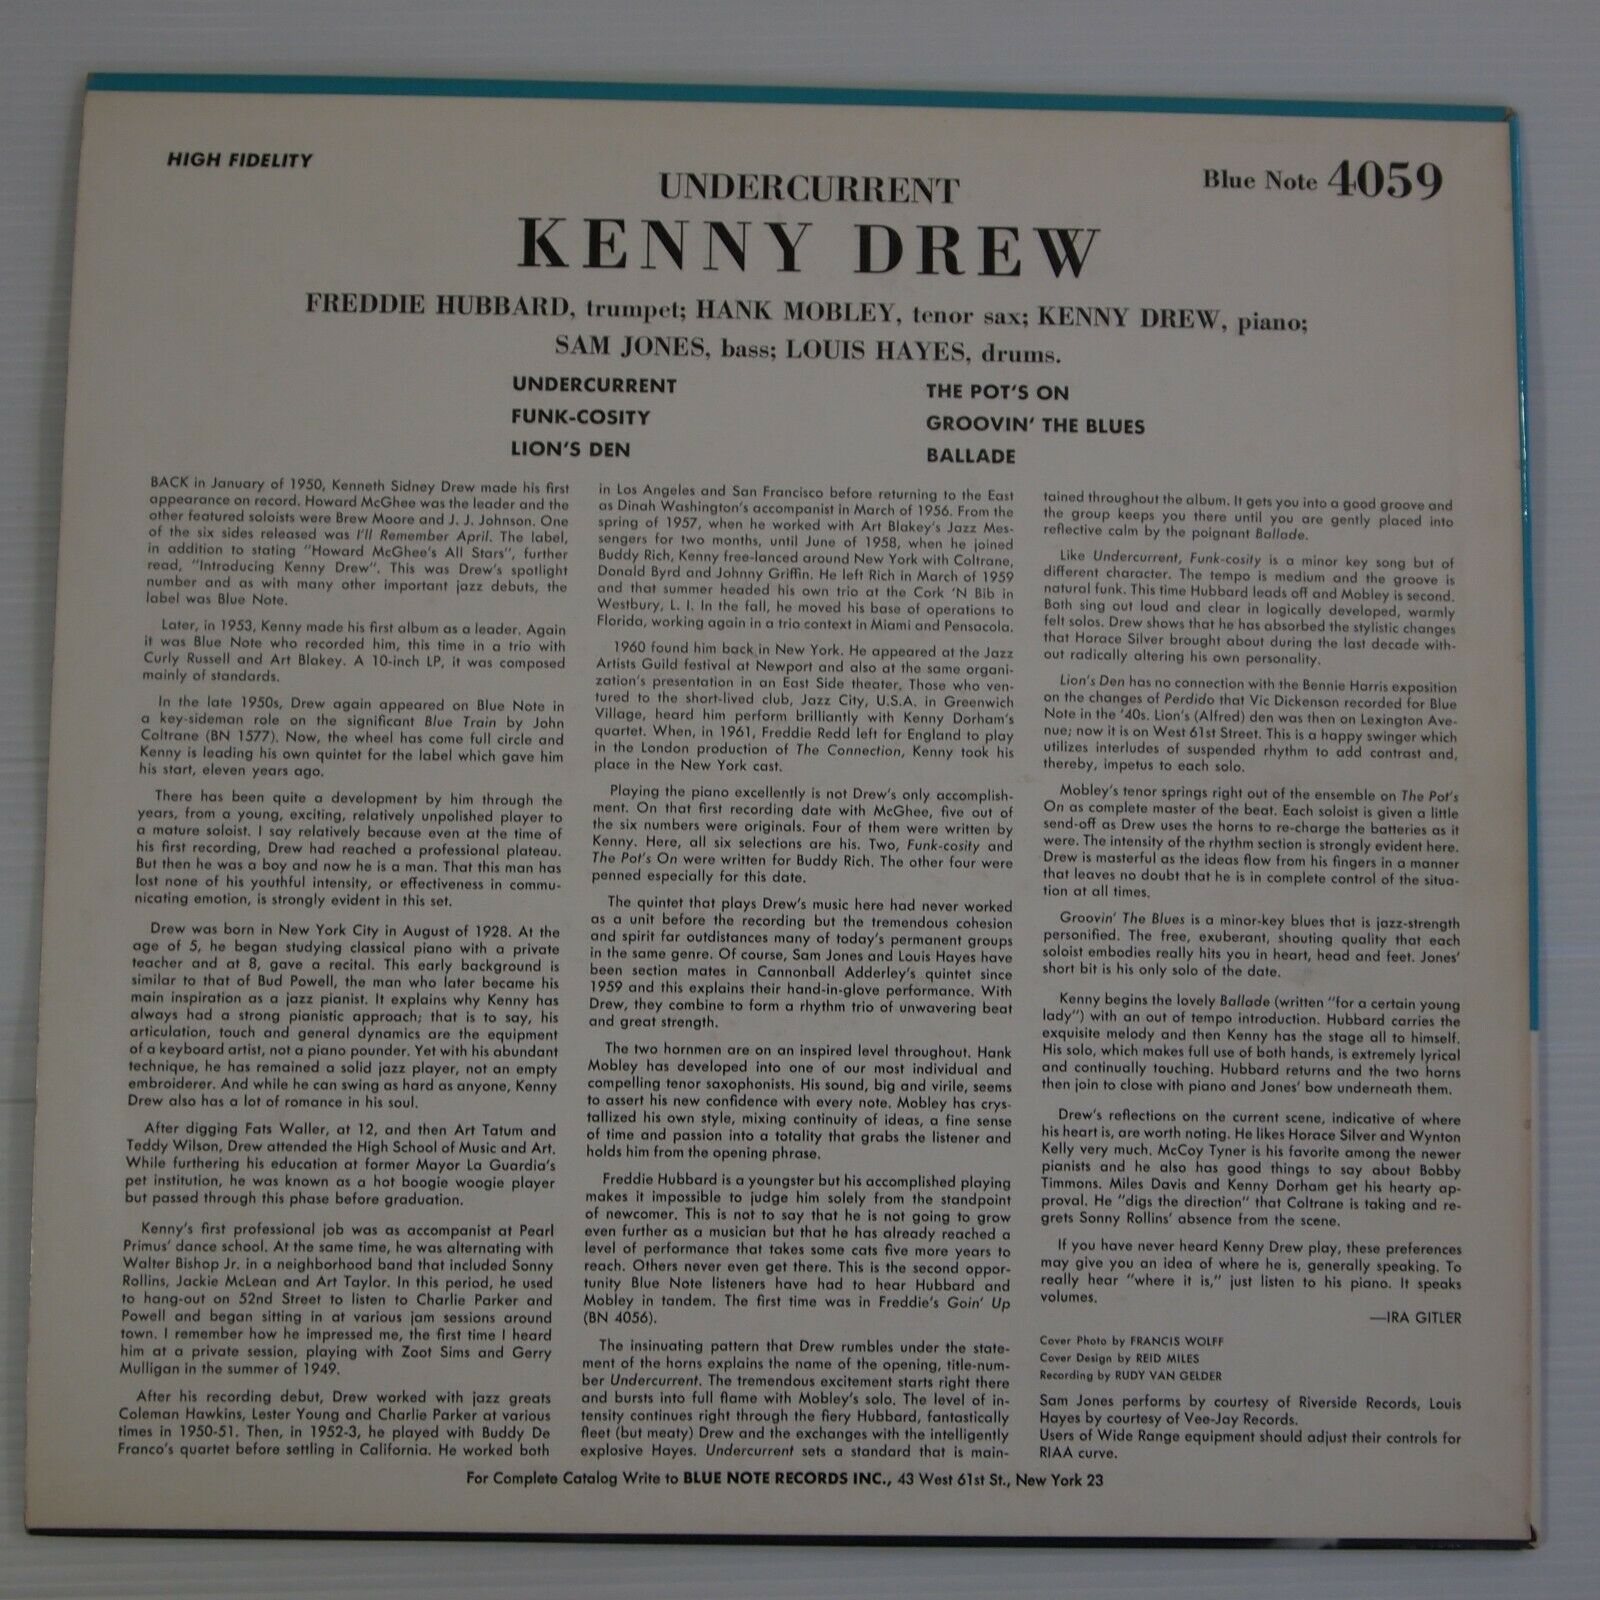 HIGH FIDELITY
Blue Note 4059
UNDERCURRENT
KENNY DREW
FREDDIE HUBBARD, trumpet; HANK MOBLEY, tenor sax; KENNY DREW, piano;
SAM JONES, bass; LOUIS HAYES, drums.
UNDERCURRENT
FUNK-COSITY
LION'S DEN
THE POT'S ON
GROOVIN' THE BLUES
BALLADE
BACK in January of 1950, Kenneth Sidney Drew made his first
appearance on record. Howard McGhee was the leader and the
other featured soloists were Brew Moore and J. J. Johnson. One
of the six sides released was I'll Remember April. The label,
in addition to stating "Howard McGhee's All Stars", further
read, "Introducing Kenny Drew". This was Drew's spotlight
number and as with many other important jazz debuts, the
label was Blue Note.
Later, in 1953, Kenny made his first album as a leader. Again
it was Blue Note who recorded him, this time in a trio with
Curly Russell and Art Blakey. A 10-inch LP, it was composed
mainly of standards.
In the late 1950s, Drew again appeared on Blue Note in
a key-sideman role on the significant Blue Train by John
Coltrane (BN 1577). Now, the wheel has come full circle and
Kenny is leading his own quintet for the label which gave him
his start, eleven years ago.
There has been quite a development by him through the
years, from a young, exciting, relatively unpolished player to
a mature soloist. I say relatively because even at the time of
his first recording, Drew had reached a professional plateau.
But then he was a boy and now he is a man. That this man has
lost none of his youthful intensity, or effectiveness in commu-
nicating emotion, is strongly evident in this set.
Drew was born in New York City in August of 1928. At the
age of 5, he began studying classical piano with a private
teacher and at 8, gave a recital. This early background is
similar to that of Bud Powell, the man who later became his
main inspiration as a jazz pianist. It explains why Kenny has
always had a strong pianistic approach; that is to say, his
articulation, touch and general dynamics are the equipment
of a keyboard artist, not a piano pounder. Yet with his abundant
technique, he has remained a solid jazz player, not an empty
embroiderer. And while he can swing as hard as anyone, Kenny
Drew also has a lot of romance in his soul.
After digging Fats Waller, at 12, and then Art Tatum and
Teddy Wilson, Drew attended the High School of Music and Art.
While furthering his education at former Mayor La Guardia's
pet institution, he was known as a hot boogie woogie player
but passed through this phase before graduation.
Kenny's first professional job was as accompanist at Pearl
Primus' dance school. At the same time, he was alternating with
Walter Bishop Jr. in a neighborhood band that included Sonny
Rollins, Jackie McLean and Art Taylor. In this period, he used
to hang-out on 52nd Street to listen to Charlie Parker and
Powell and began sitting in at various jam sessions around
town. I remember how he impressed me, the first time I heard
him at a private session, playing with Zoot Sims and Gerry
Mulligan in the summer of 1949.
After his recording debut, Drew worked with jazz greats
Coleman Hawkins, Lester Young and Charlie Parker at various
times in 1950-51. Then, in 1952-3, he played with Buddy De
Franco's quartet before settling in California. He worked both
in Los Angeles and San Francisco before returning to the East
as Dinah Washington's accompanist in March of 1956. From the
spring of 1957, when he worked with Art Blakey's Jazz Mes-
sengers for two months, until June of 1958, when he joined
Buddy Rich, Kenny free-lanced around New York with Coltrane,
Donald Byrd and Johnny Griffin. He left Rich in March of 1959
and that summer headed his own trio at the Cork 'N Bib in
Westbury, L. I. In the fall, he moved his base of operations to
Florida, working again in a trio context in Miami and Pensacola.
1960 found him back in New York. He appeared at the Jazz
Artists Guild festival at Newport and also at the same organi-
zation's presentation in an East Side theater. Those who ven-
tured to the short-lived club, Jazz City, U.S.A. in Greenwich
Village, heard him perform brilliantly with Kenny Dorham's
quartet. When, in 1961, Freddie Redd left for England to play
in the London production of The Connection, Kenny took his
place in the New York cast.
Playing the piano excellently is not Drew's only accomplish-
ment. On that first recording date with McGhee, five out of
the six numbers were originals. Four of them were written by
Kenny. Here, all six selections are his. Two, Funk-cosity and
The Pot's On were written for Buddy Rich. The other four were
penned especially for this date.
The quintet that plays Drew's music here had never worked
as a unit before the recording but the tremendous cohesion
and spirit far outdistances many of today's permanent groups
in the same genre. Of course, Sam Jones and Louis Hayes have
been section mates in Cannonball Adderley's quintet since
1959 and this explains their hand-in-glove performance. With
Drew, they combine to form a rhythm trio of unwavering beat
and great strength.
The two hornmen are on an inspired level throughout. Hank
Mobley has developed into one of our most individual and
compelling tenor saxophonists. His sound, big and virile, seems
to assert his new confidence with every note. Mobley has crys-
tallized his own style, mixing continuity of ideas, a fine sense
of time and passion into a totality that grabs the listener and
holds him from the opening phrase.
Freddie Hubbard is a youngster but his accomplished playing
makes it impossible to judge him solely from the standpoint
of newcomer. This is not to say that he is not going to grow
even further as a musician but that he has already reached a
level of performance that takes some cats five more years to
reach. Others never even get there. This is the second oppor-
tunity Blue Note listeners have had to hear Hubbard and
Mobley in tandem. The first time was in Freddie's Goin' Up
(BN 4056).
The insinuating pattern that Drew rumbles under the state-
ment of the horns explains the name of the opening, title-num-
ber Undercurrent. The tremendous excitement starts right there
and bursts into full flame with Mobley's solo. The level of in-
tensity continues right through the fiery Hubbard, fantastically
fleet (but meaty) Drew and the exchanges with the intelligently
explosive Hayes. Undercurrent sets a standard that is main-
tained throughout the album. It gets you into a good groove and
the group keeps you there until you are gently placed into
reflective calm by the poignant Ballade.
Like Undercurrent, Funk-cosity is a minor key song but of
different character. The tempo is medium and the groove is
natural funk. This time Hubbard leads off and Mobley is second.
Both sing out loud and clear in logically developed, warmly
felt solos. Drew shows that he has absorbed the stylistic changes
that Horace Silver brought about during the last decade with-
out radically altering his own personality.
Lion's Den has no connection with the Bennie Harris exposition
on the changes of Perdido that Vic Dickenson recorded for Blue
Note in the '40s. Lion's (Alfred) den was then on Lexington Ave-
nue; now it is on West 61st Street. This is a happy swinger which
utilizes interludes of suspended rhythm to add contrast and,
thereby, impetus to each solo.
Mobley's tenor springs right out of the ensemble on The Pot's
On as complete master of the beat. Each soloist is given a little
send-off as Drew uses the horns to re-charge the batteries as it
were. The intensity of the rhythm section is strongly evident here.
Drew is masterful as the ideas flow from his fingers in a manner
that leaves no doubt that he is in complete control of the situa-
tion at all times.
Groovin' The Blues is a minor-key blues that is jazz-strength
personified. The free, exuberant, shouting quality that each
soloist embodies really hits you in heart, head and feet. Jones'
short bit is his only solo of the date.
Kenny begins the lovely Ballade (written "for a certain young
lady") with an out of tempo introduction. Hubbard carries the
exquisite melody and then Kenny has the stage all to himself.
His solo, which makes full use of both hands, is extremely lyrical
and continually touching. Hubbard returns and the two horns
then join to close with piano and Jones' bow underneath them.
Drew's reflections on the current scene, indicative of where
his heart is, are worth noting. He likes Horace Silver and Wynton
Kelly very much. McCoy Tyner is his favorite among the newer
pianists and he also has good things to say about Bobby
Timmons. Miles Davis and Kenny Dorham get his hearty ap-
proval. He "digs the direction" that Coltrane is taking and re-
grets Sonny Rollins' absence from the scene.
If you have never heard Kenny Drew play, these preferences
may give you an idea of where he is, generally speaking. To
really hear "where it is," just listen to his piano. It speaks
volumes.
—IRA GITLER
Cover Photo by FRANCIS WOLFF
Cover Design by REID MILES
Recording by RUDY VAN GELDER
Sam Jones performs by courtesy of Riverside Records, Louis
Hayes by courtesy of Vee-Jay Records.
Users of Wide Range equipment should adjust their controls for
RIAA curve.
For Complete Catalog Write to BLUE NOTE RECORDS INC., 43 West 61st St., New York 23